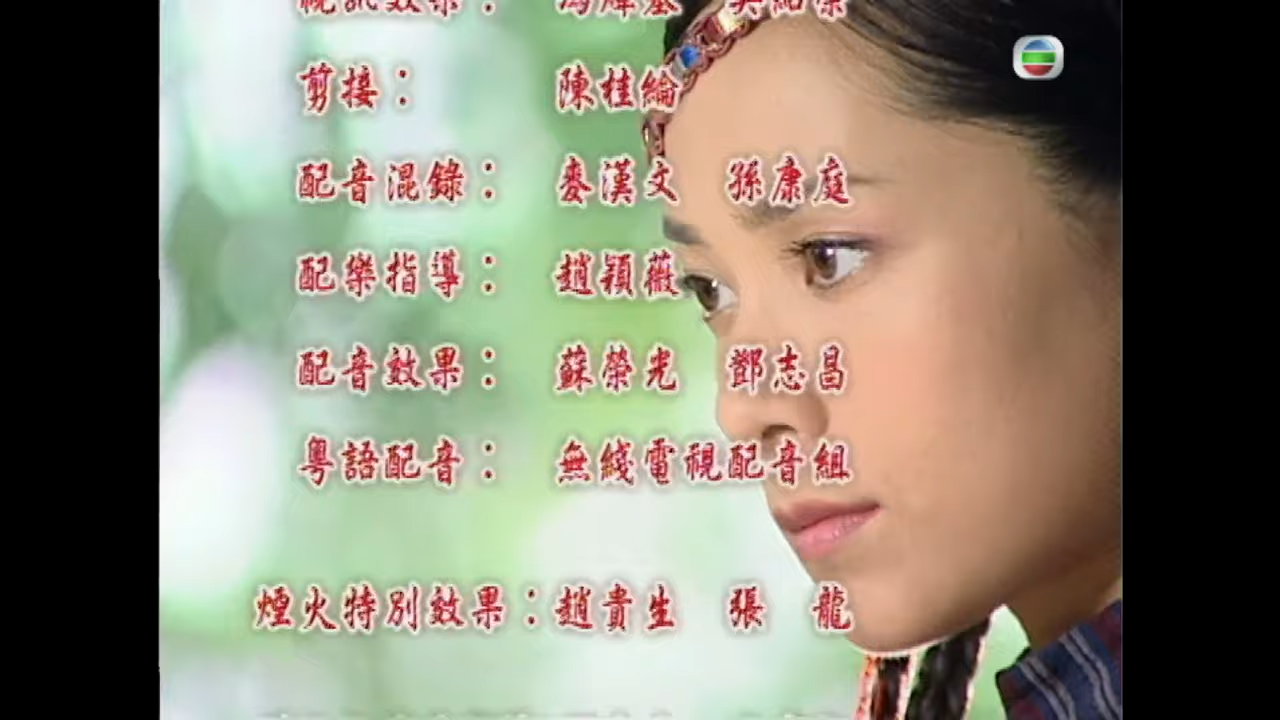 剪接： 陳桂綸
配音混錄： 麥漢文 孫康庭
配樂指導： 趙穎薇
配音效果： 蘇榮光 鄧志昌
粵語配音： 無綫電視配音組
煙火特別效果：趙貴生 張 龍